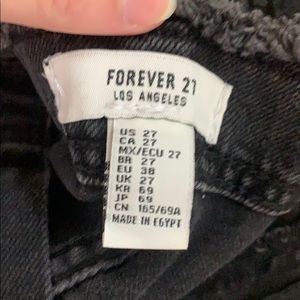 FOREVER 21
LOS ANGELES
US 27
CA 27
MX/ECU 27
BR 27
EU 38
UK 27
KR 69
JP 69
CN 165/69A
MADE IN EGYPT